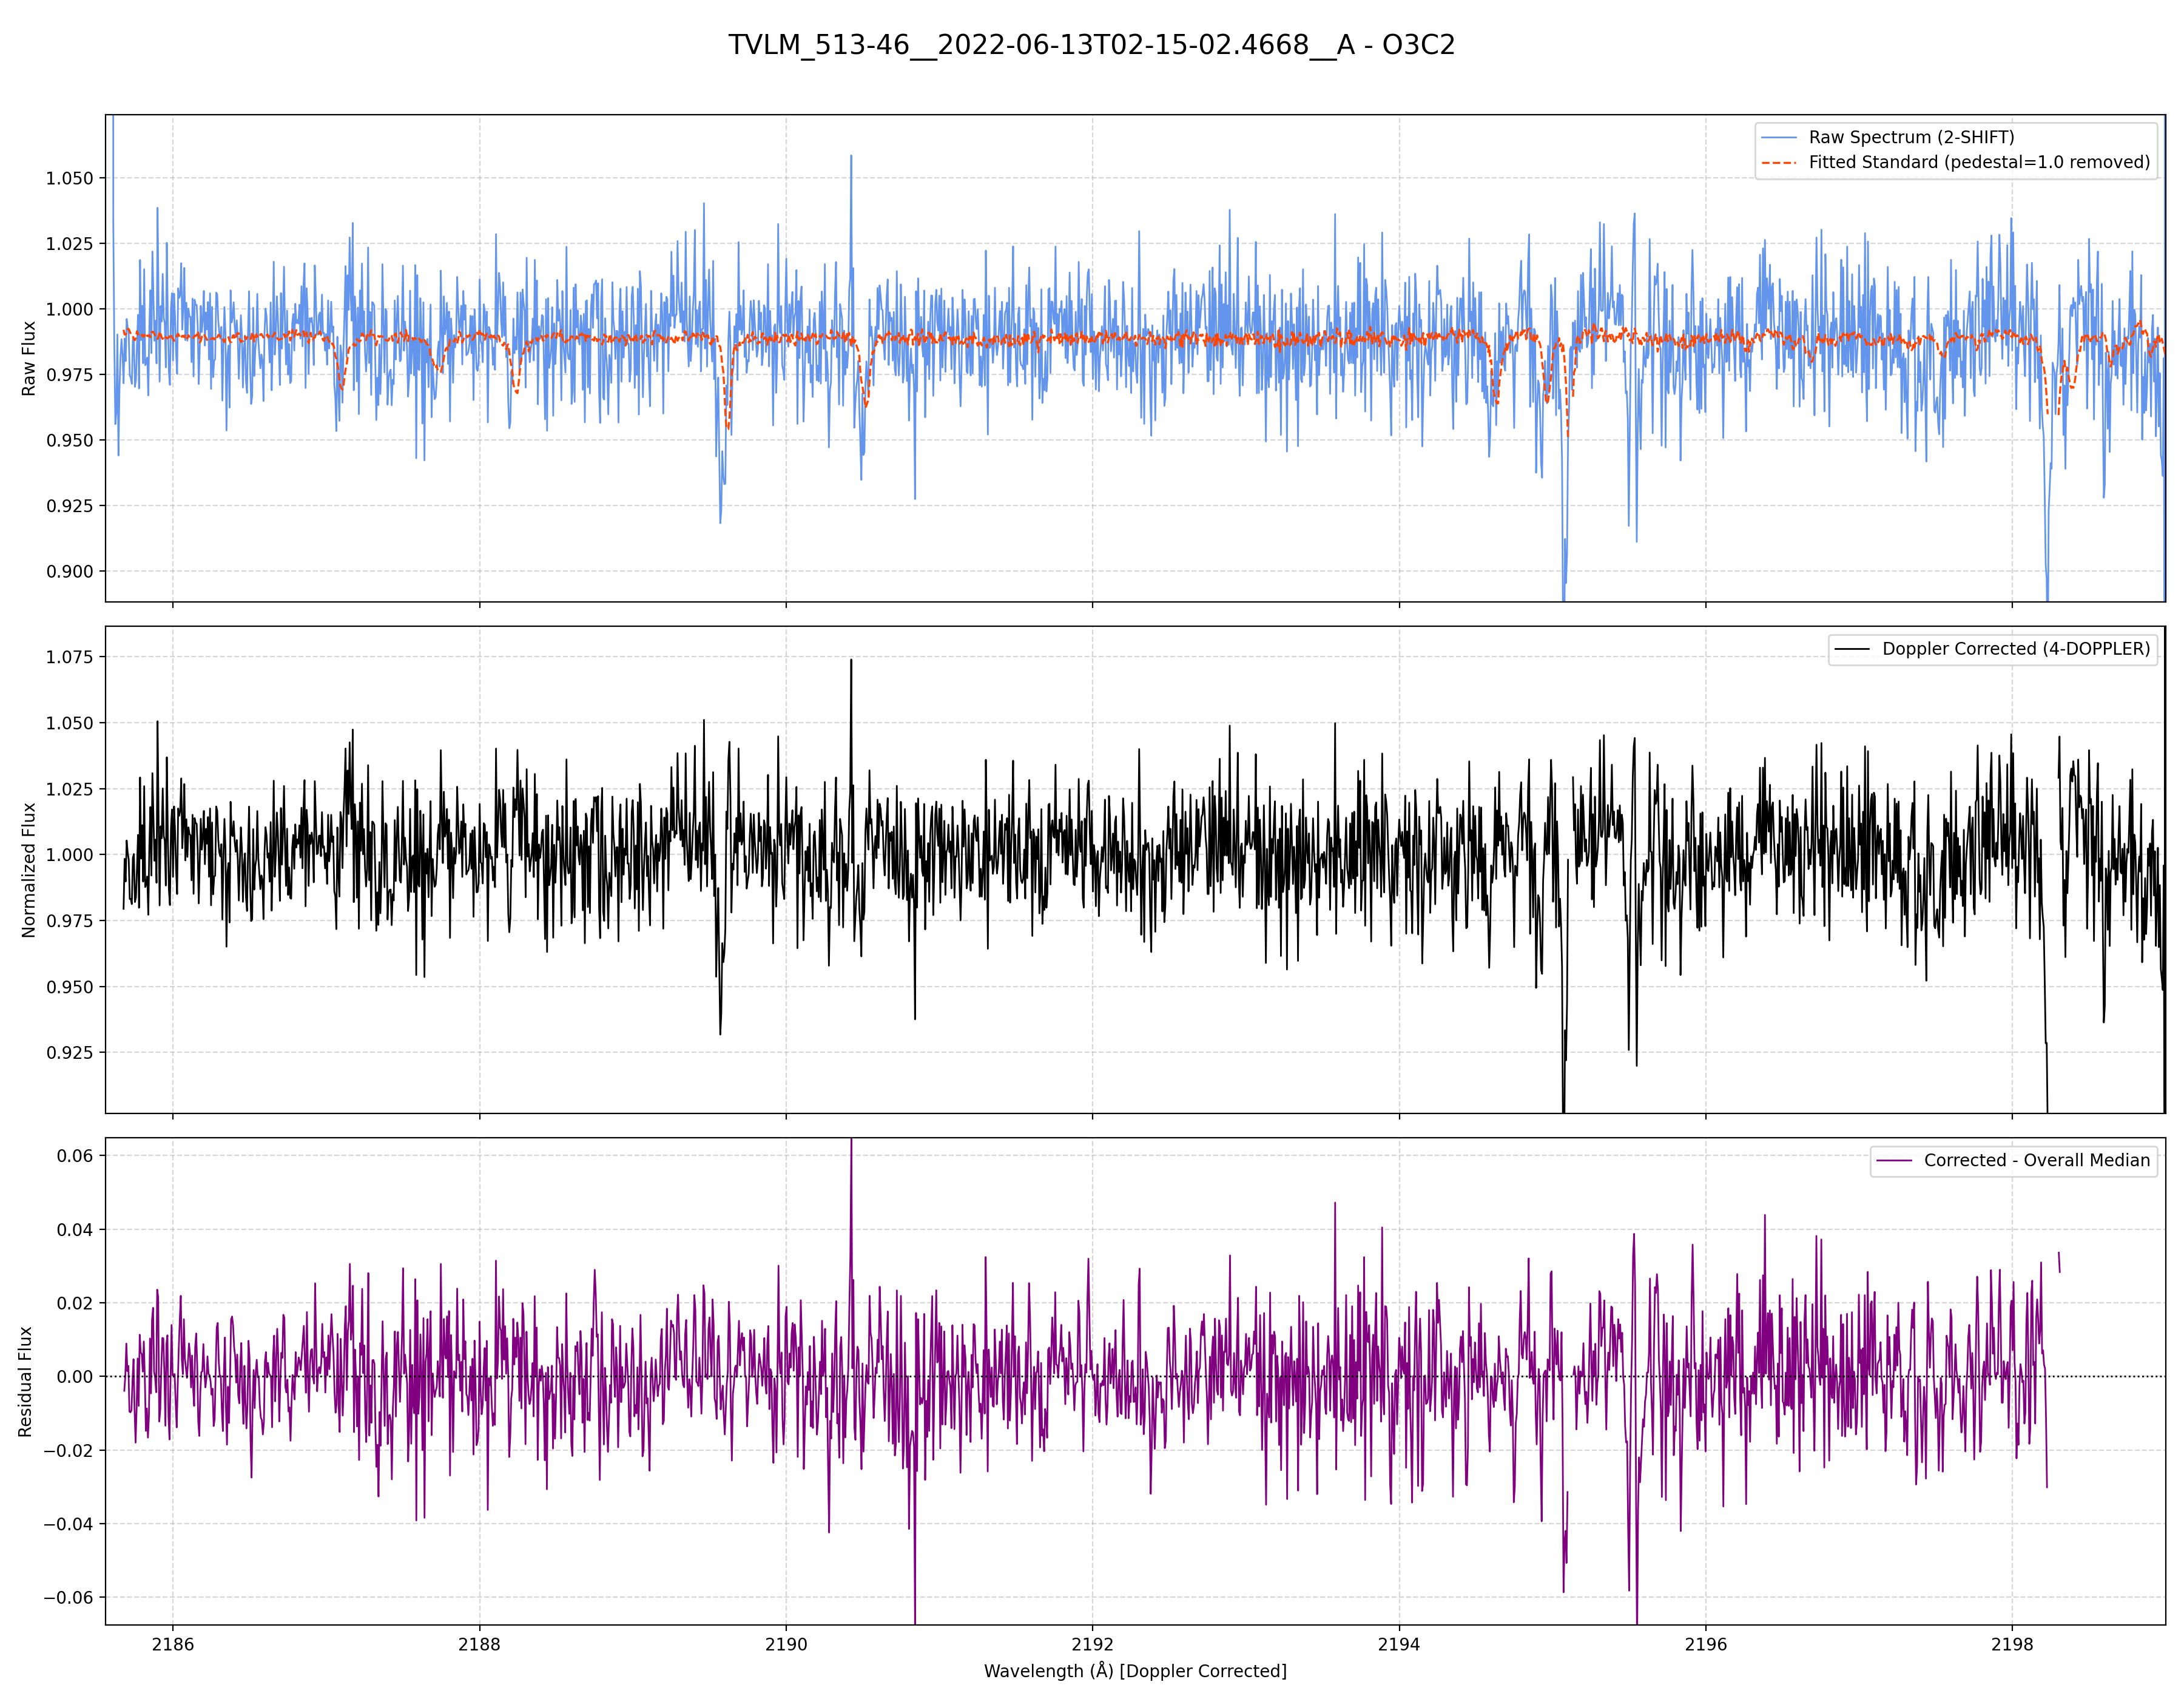 TVLM_513-46__2022-06-13T02-15-02.4668__A - O3C2
Raw Spectrum (2-SHIFT)
Fitted Standard (pedestal=1.0 removed)
1.050
1.025
1.000
0.975
0.950
0.925
0.900
Raw Flux
Doppler Corrected (4-DOPPLER)
1.075
1.050
1.025
1.000
0.975
0.950
0.925
Normalized Flux
Corrected - Overall Median
0.06
0.04
0.02
0.00
−0.02
−0.04
−0.06
Residual Flux
2186 2188 2190 2192 2194 2196 2198
Wavelength (Å) [Doppler Corrected]